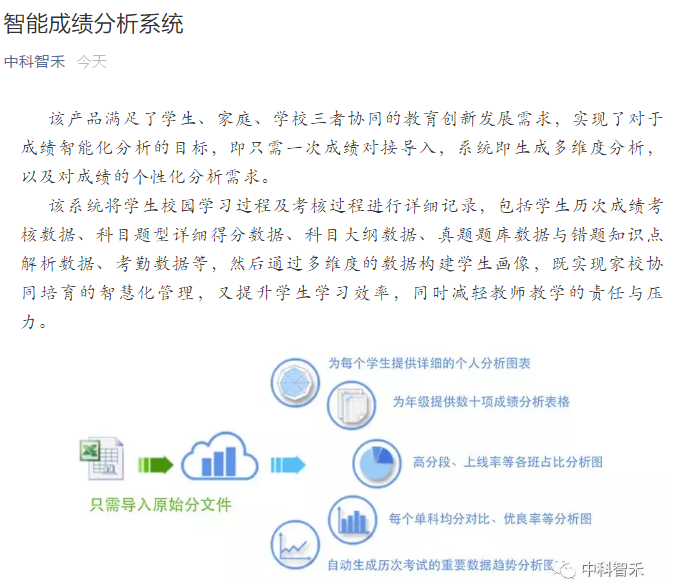 智能成绩分析系统
中科智禾 今天
该产品满足了学生、家庭、学校三者协同的教育创新发展需求，实现了对于
成绩智能化分析的目标，即只需一次成绩对接导入，系统即生成多维度分析，
以及对成绩的个性化分析需求。
该系统将学生校园学习过程及考核过程进行详细记录，包括学生历次成绩考
核数据、科目题型详细得分数据、科目大纲数据、真题题库数据与错题知识点
解析数据、考勤数据等，然后通过多维度的数据构建学生画像，既实现家校协
同培育的智慧化管理，又提升学生学习效率，同时减轻教师教学的责任与压
力。
为每个学生提供详细的个人分析图表
为年级提供数十项成绩分析表格
高分段、上线率等各班占比分析图
只需导入原始分文件
每个单科均分对比、优良率等分析图
自动生成历次考试的重要数据趋势分析图
中科智禾